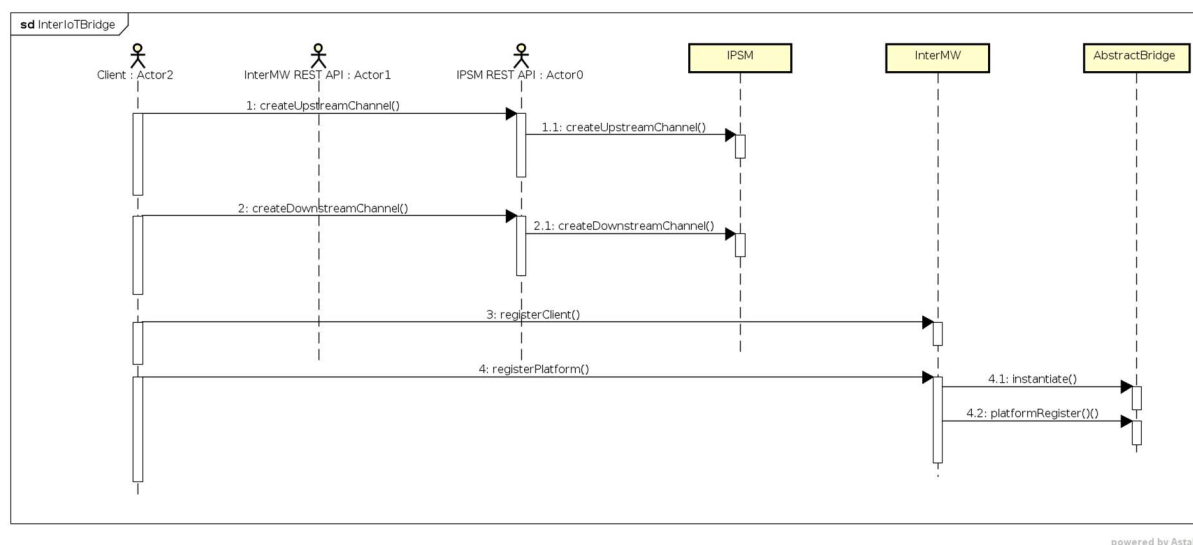 sd InterIoTBridge
Client : Actor2
InterMW REST API : Actor1
IPSM REST API : Actor0
IPSM
InterMW
AbstractBridge
1: createUpstreamChannel()
1.1: createUpstreamChannel()
2: createDownstreamChannel()
2.1: createDownstreamChannel()
3: registerClient()
4: registerPlatform()
4.1: instantiate()
4.2: platformRegister()()
powered by Asta